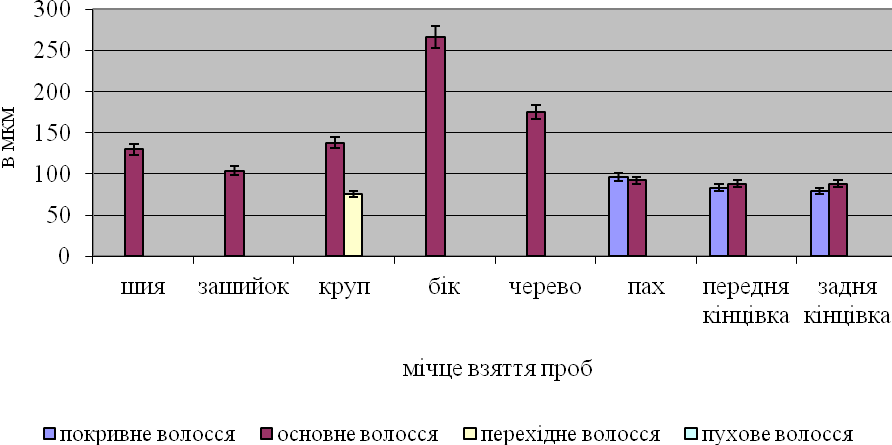 300
250
200
150
100
50
0
в мкм
шия зашийок круп бік черево пах передня кінцівка задня кінцівка
мічце взяття проб
покривне волосся основне волосся перехідне волосся пухове волосся